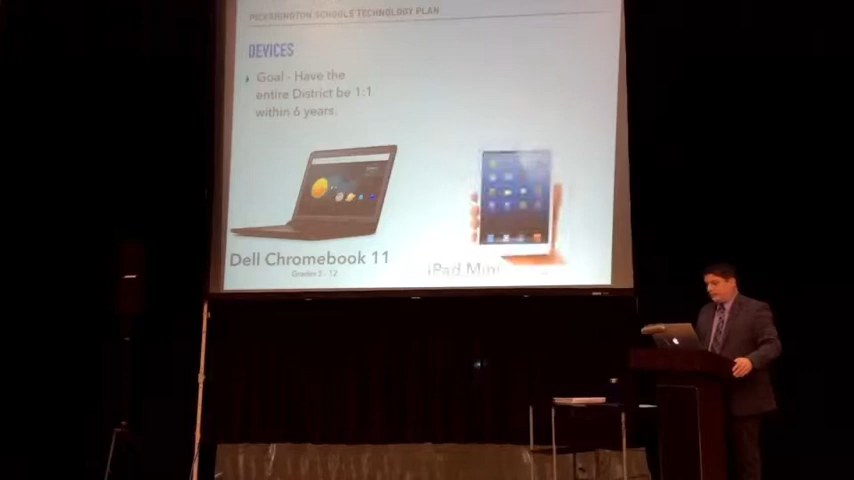 PICKERINGTON SCHOOLS TECHNOLOGY PLAN
DEVICES
Goal - Have the
entire District be 1:1
within 6 years.
Dell Chromebook 11
Grades 5 - 12
iPad Mini